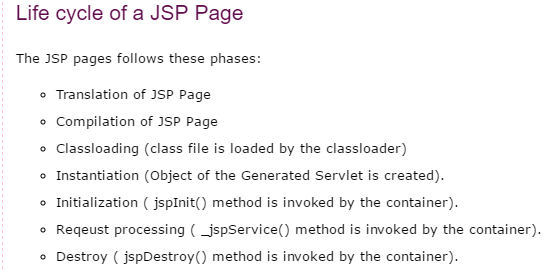 Life cycle of a JSP Page
The JSP pages follows these phases:
Translation of JSP Page
Compilation of JSP Page
Classloading (class file is loaded by the classloader)
Instantiation (Object of the Generated Servlet is created).
Initialization ( jspInit() method is invoked by the container).
Reqeust processing ( _jspService() method is invoked by the container).
Destroy ( jspDestroy() method is invoked by the container).